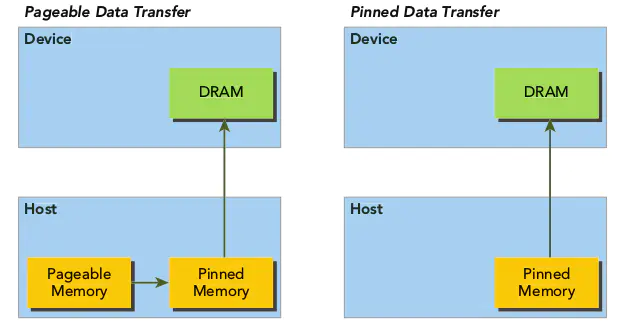 Pageable Data Transfer
Device
DRAM
Host
Pageable
Memory
Pinned
Memory
Pinned Data Transfer
Device
DRAM
Host
Pinned
Memory